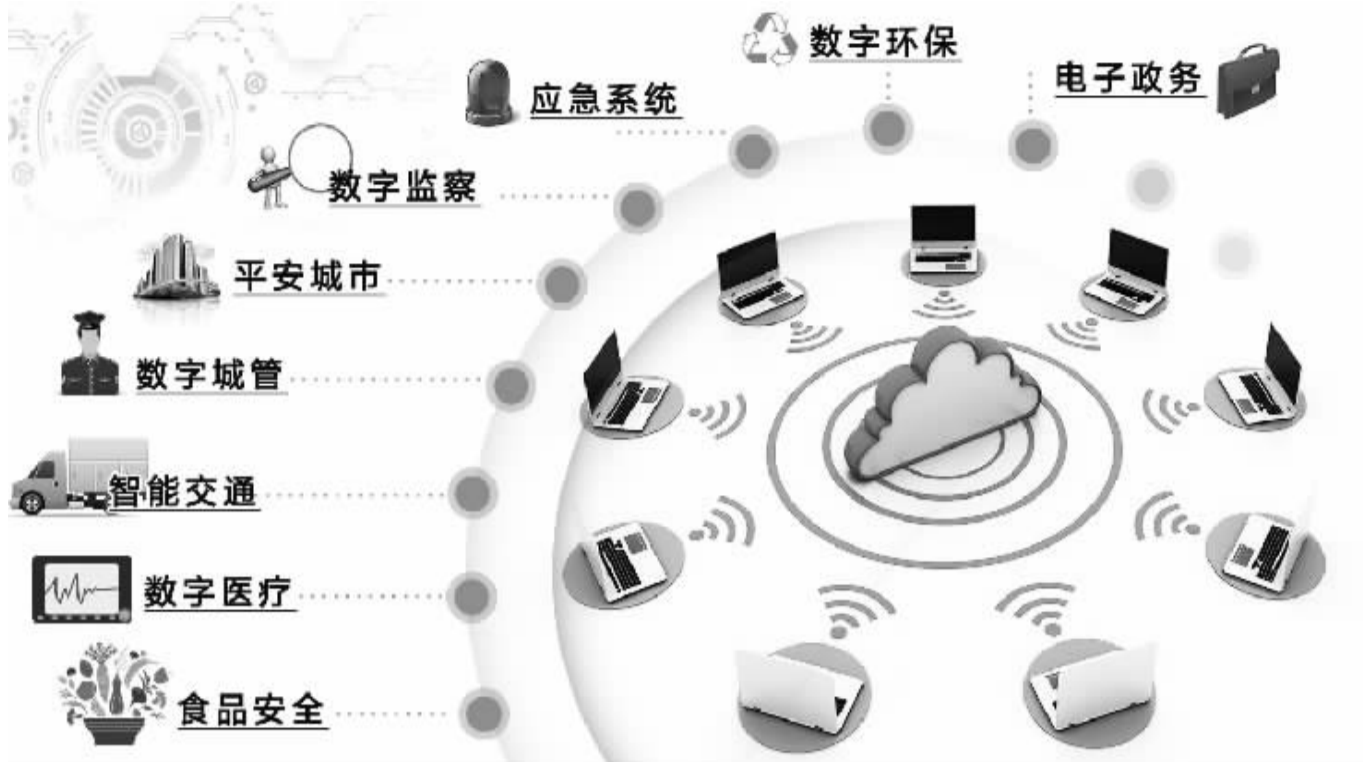 数字环保
电子政务
应急系统
数字监察
平安城市
数字城管
智能交通
数字医疗
食品安全